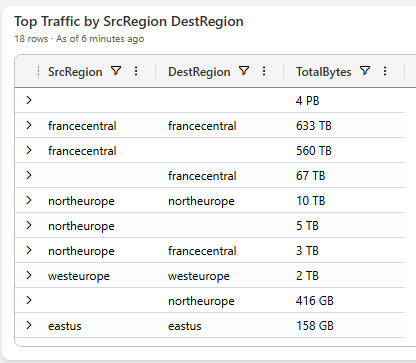 Top Traffic by SrcRegion DestRegion
18 rows · As of 6 minutes ago
SrcRegion DestRegion TotalBytes
4 PB
francecentral francecentral 633 TB
francecentral 560 TB
francecentral 67 TB
northeurope northeurope 10 TB
northeurope 5 TB
northeurope francecentral 3 TB
westeurope westeurope 2 TB
northeurope 416 GB
eastus eastus 158 GB